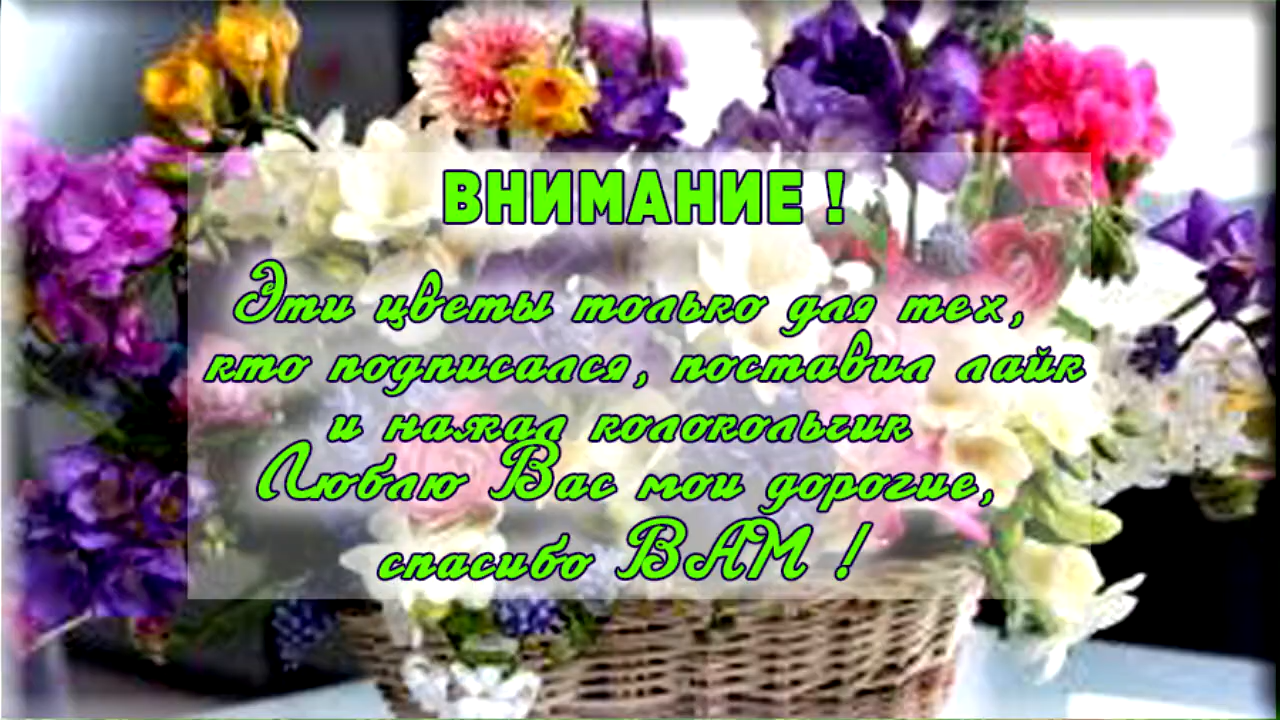 ВНИМАНИЕ !
Эти цветы только для тех,
кто подписался, поставил лайк
и нажал колокольчик
Люблю Вас мои дорогие,
спасибо ВАМ !